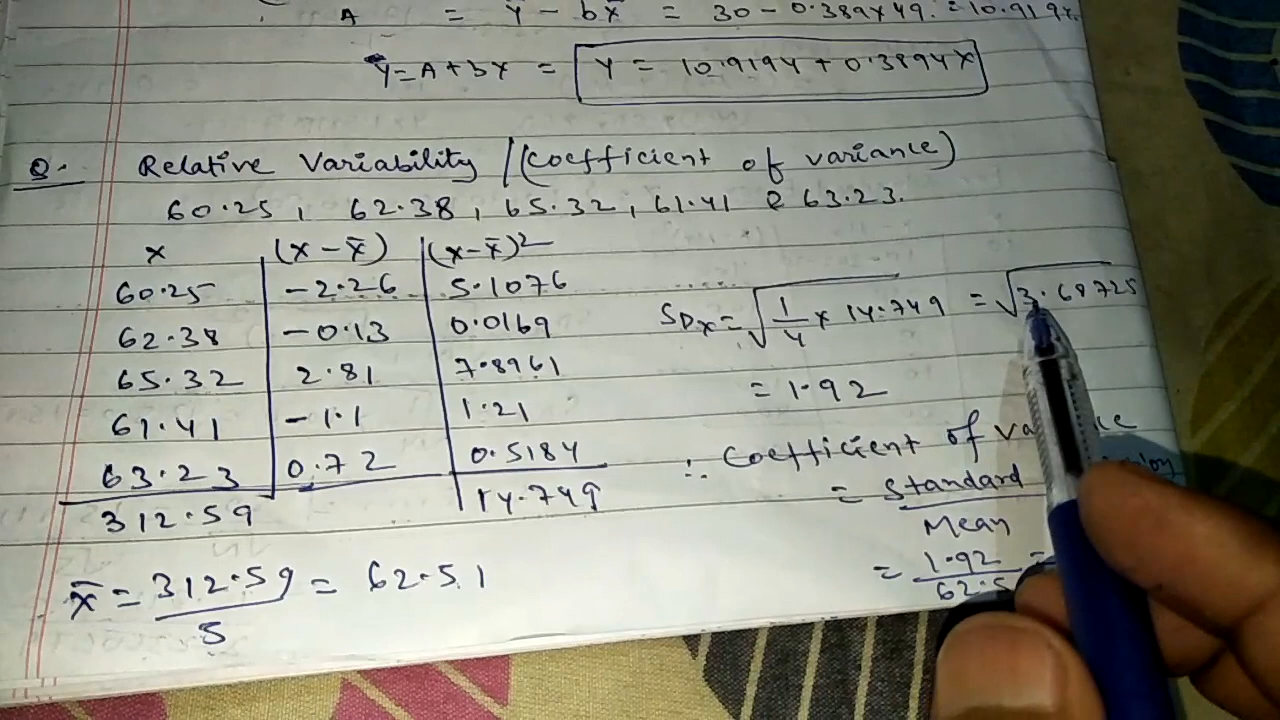 A = Ȳ - bx̄ = 30 - 0.389×49. = 10.919
Y = A + bX = Y = 10.9194 + 0.3894X
Q. Relative Variability / (Coefficient of variance)
60.25, 62.38, 65.32, 61.41 & 63.23.
x (x - x̄) (x - x̄)²
60.25 -2.26 5.1076
62.38 -0.13 0.0169
65.32 2.81 7.8961
61.41 -1.1 1.21
63.23 0.72 0.5184
312.59 14.749
x̄ = 312.59/5 = 62.51
SDx = √(1/4 × 14.749) = √3.68725
= 1.92
∴ Coefficient of
= Standard
Mean
= 1.92/62.5 =